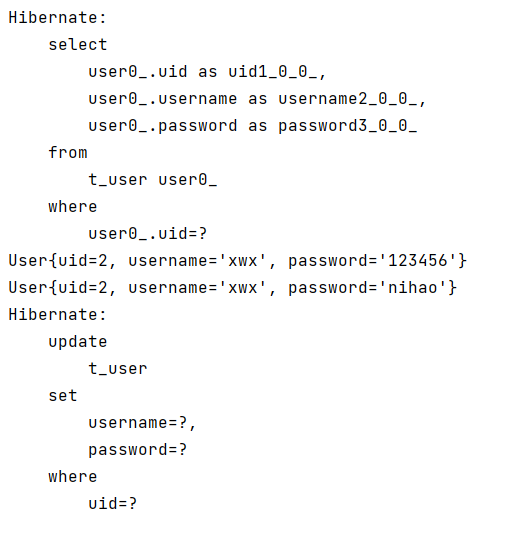 Hibernate:
    select
        user0_.uid as uid1_0_0_,
        user0_.username as username2_0_0_,
        user0_.password as password3_0_0_
    from
        t_user user0_
    where
        user0_.uid=?
User{uid=2, username='xwx', password='123456'}
User{uid=2, username='xwx', password='nihao'}
Hibernate:
    update
        t_user
    set
        username=?,
        password=?
    where
        uid=?